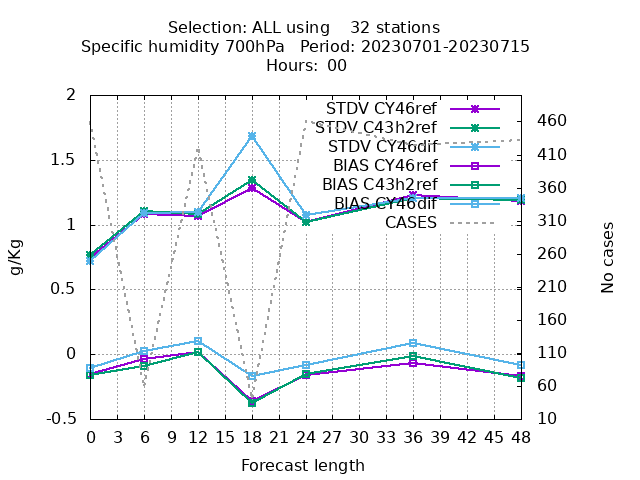 Selection: ALL using 32 stations
Specific humidity 700hPa Period: 20230701-20230715
Hours: 00
STDV CY46ref
STDV C43h2ref
STDV CY46dif
BIAS CY46ref
BIAS C43h2ref
BIAS CY46dif
CASES
2
1.5
1
0.5
0
-0.5
g/Kg
460
410
360
310
260
210
160
110
60
10
No cases
0 3 6 9 12 15 18 21 24 27 30 33 36 39 42 45 48
Forecast length